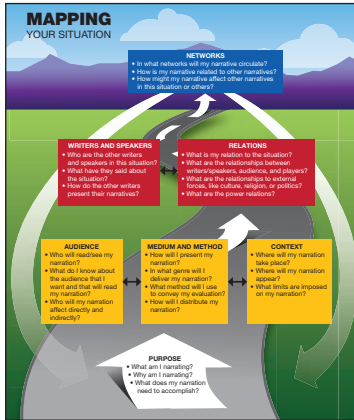 MAPPING
YOUR SITUATION
NETWORKS
• In what networks will my narrative circulate?
• How is my narrative related to other narratives?
• How might my narrative affect other narratives
in this situation or others?
WRITERS AND SPEAKERS
• Who are the other writers
and speakers in this situation?
• What have they said about
the situation?
• How do the other writers
present their narratives?
RELATIONS
• What is my relation to the situation?
• What are the relationships between
writers/speakers, audience, and players?
• What are the relationships to external
forces, like culture, religion, or politics?
• What are the power relations?
AUDIENCE
• Who will read/see my
narration?
• What do I know about
the audience that I
want and that will read
my narration?
• Who will my narration
affect directly and
indirectly?
MEDIUM AND METHOD
• How will I present my
narration?
• In what genre will I
deliver my narration?
• What method will I use
to convey my evaluation?
• How will I distribute my
narration?
CONTEXT
• Where will my narration
take place?
• Where will my narration
appear?
• What limits are imposed
on my narration?
PURPOSE
• What am I narrating?
• Why am I narrating?
• What does my narration
need to accomplish?